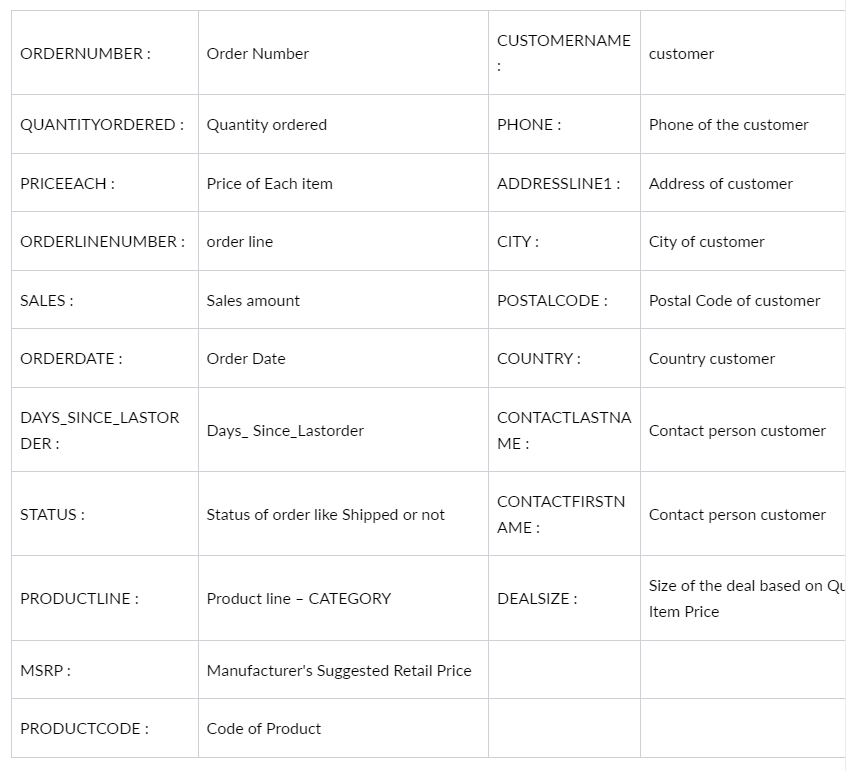 ORDERNUMBER : Order Number CUSTOMERNAME : customer
QUANTITYORDERED : Quantity ordered PHONE : Phone of the customer
PRICEEACH : Price of Each item ADDRESSLINE1 : Address of customer
ORDERLINENUMBER : order line CITY : City of customer
SALES : Sales amount POSTALCODE : Postal Code of customer
ORDERDATE : Order Date COUNTRY : Country customer
DAYS_SINCE_LASTORDER : Days_ Since_Lastorder CONTACTLASTNAME : Contact person customer
STATUS : Status of order like Shipped or not CONTACTFIRSTNAME : Contact person customer
PRODUCTLINE : Product line – CATEGORY DEALSIZE : Size of the deal based on Item Price
MSRP : Manufacturer's Suggested Retail Price
PRODUCTCODE : Code of Product